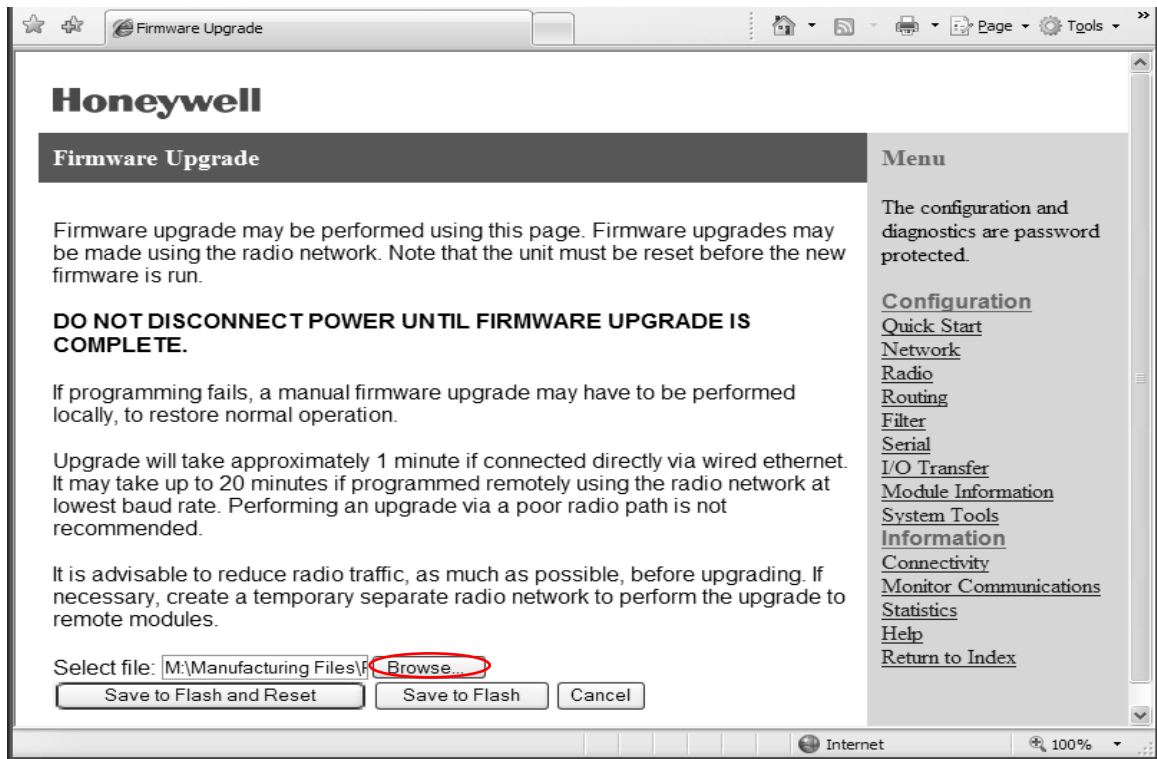 Firmware Upgrade
Page
Tools
»
Honeywell
Firmware Upgrade
Firmware upgrade may be performed using this page. Firmware upgrades may
be made using the radio network. Note that the unit must be reset before the new
firmware is run.
DO NOT DISCONNECT POWER UNTIL FIRMWARE UPGRADE IS
COMPLETE.
If programming fails, a manual firmware upgrade may have to be performed
locally, to restore normal operation.
Upgrade will take approximately 1 minute if connected directly via wired ethernet.
It may take up to 20 minutes if programmed remotely using the radio network at
lowest baud rate. Performing an upgrade via a poor radio path is not
recommended.
It is advisable to reduce radio traffic, as much as possible, before upgrading. If
necessary, create a temporary separate radio network to perform the upgrade to
remote modules.
Select file: M:\Manufacturing Files\F Browse...
Save to Flash and Reset Save to Flash Cancel
Menu
The configuration and
diagnostics are password
protected.
Configuration
Quick Start
Network
Radio
Routing
Filter
Serial
I/O Transfer
Module Information
System Tools
Information
Connectivity
Monitor Communications
Statistics
Help
Return to Index
Internet
100%